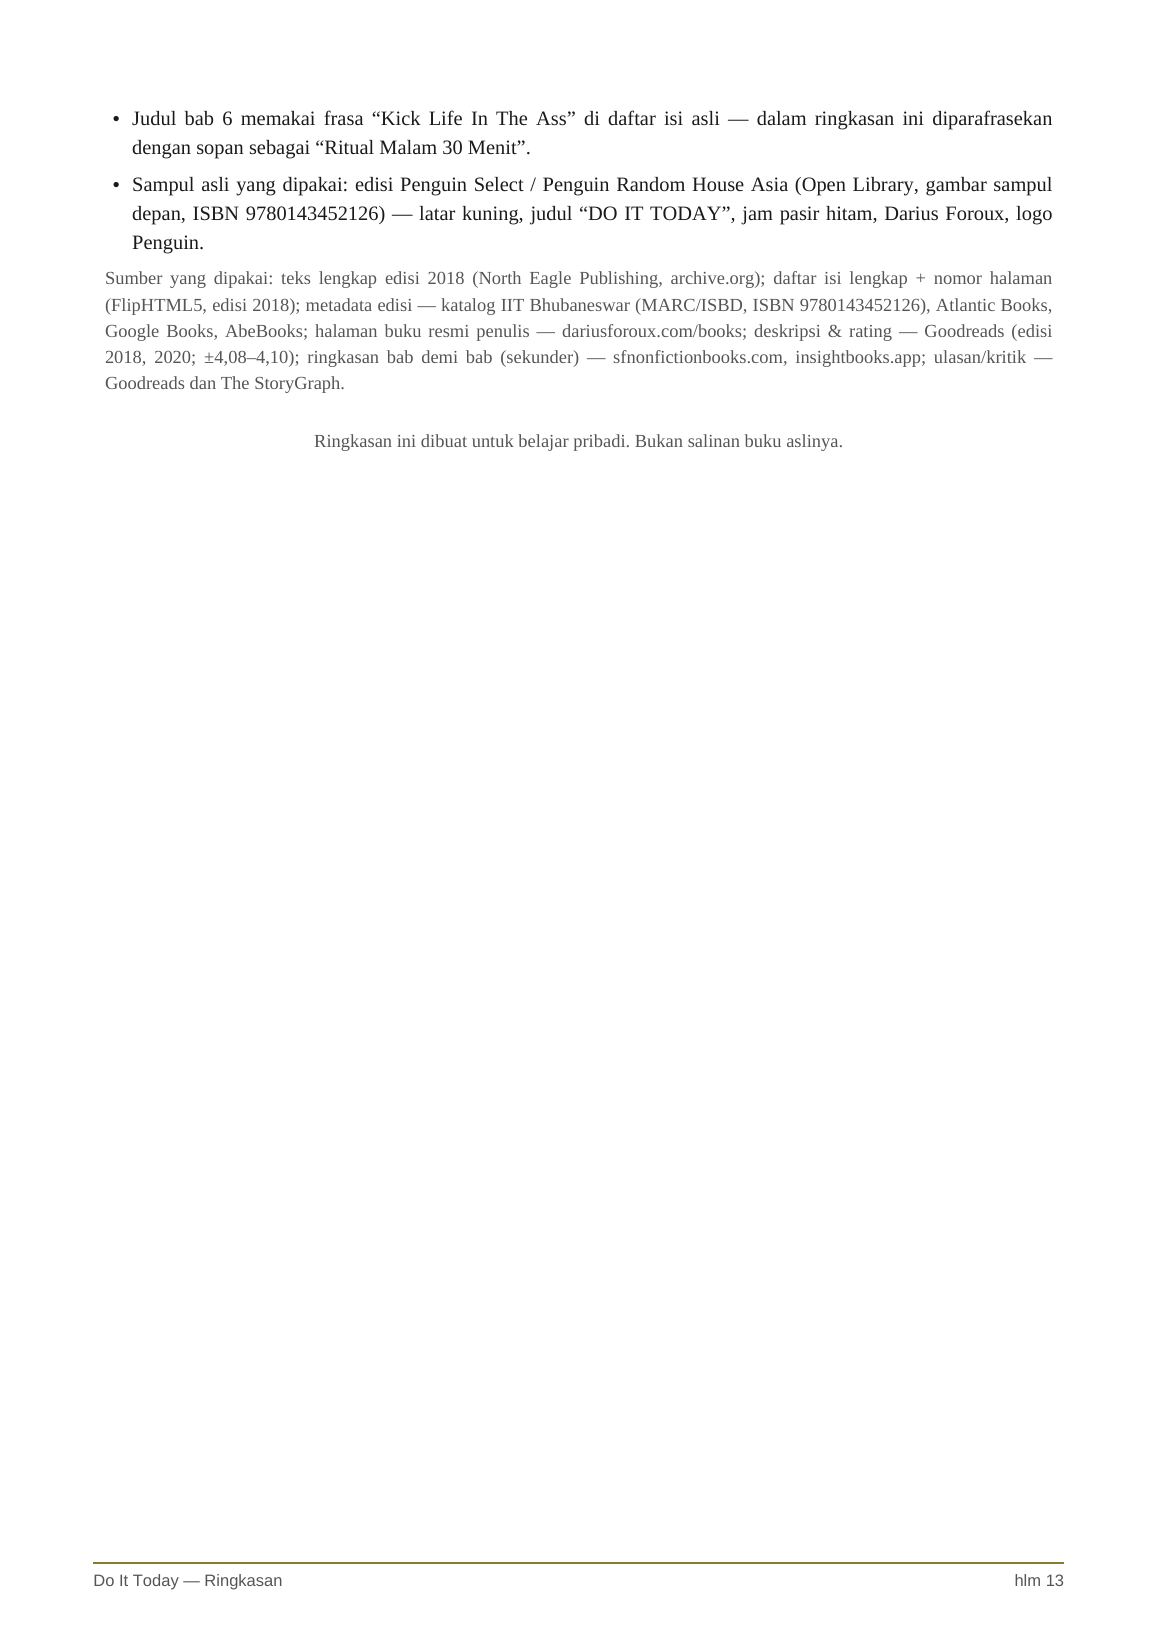 • Judul bab 6 memakai frasa “Kick Life In The Ass” di daftar isi asli — dalam ringkasan ini diparafrasekan
dengan sopan sebagai “Ritual Malam 30 Menit”.
• Sampul asli yang dipakai: edisi Penguin Select / Penguin Random House Asia (Open Library, gambar sampul
depan, ISBN 9780143452126) — latar kuning, judul “DO IT TODAY”, jam pasir hitam, Darius Foroux, logo
Penguin.
Sumber yang dipakai: teks lengkap edisi 2018 (North Eagle Publishing, archive.org); daftar isi lengkap + nomor halaman
(FlipHTML5, edisi 2018); metadata edisi — katalog IIT Bhubaneswar (MARC/ISBD, ISBN 9780143452126), Atlantic Books,
Google Books, AbeBooks; halaman buku resmi penulis — dariusforoux.com/books; deskripsi & rating — Goodreads (edisi
2018, 2020; ±4,08–4,10); ringkasan bab demi bab (sekunder) — sfnonfictionbooks.com, insightbooks.app; ulasan/kritik —
Goodreads dan The StoryGraph.
Ringkasan ini dibuat untuk belajar pribadi. Bukan salinan buku aslinya.
Do It Today — Ringkasan
hlm 13